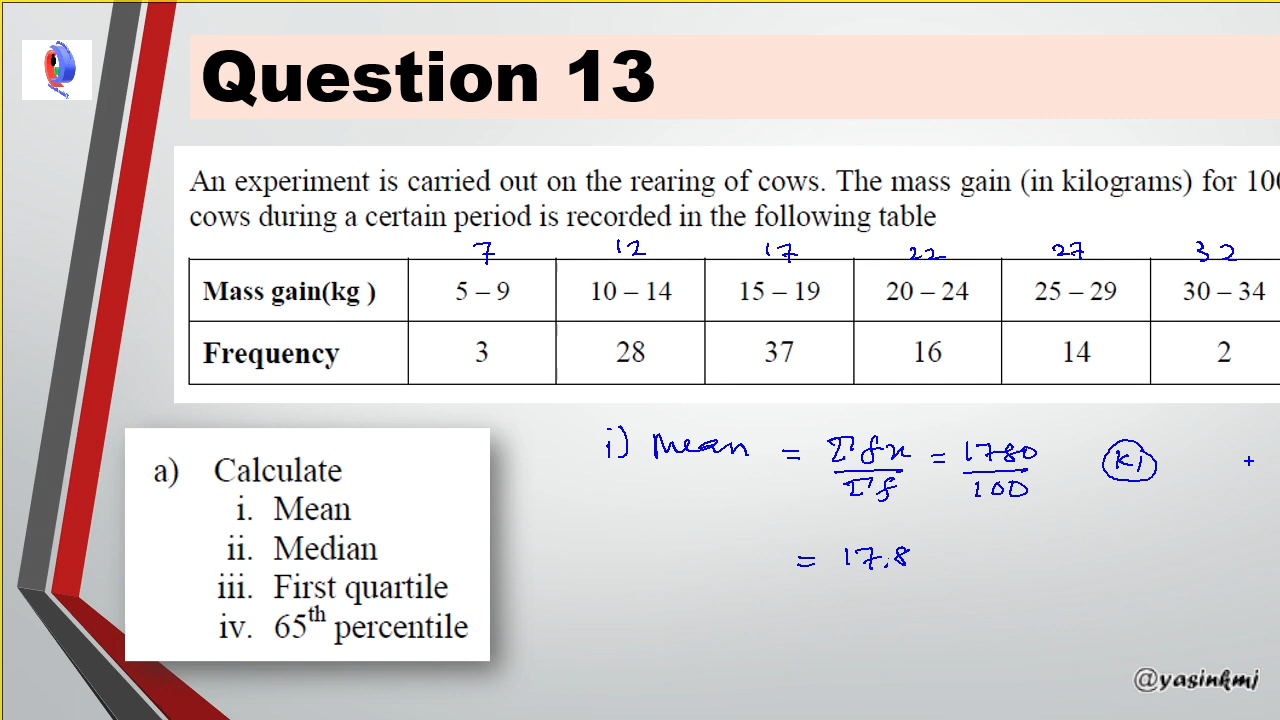 Question 13
An experiment is carried out on the rearing of cows. The mass gain (in kilograms) for 100
cows during a certain period is recorded in the following table
7 12 17 22 27 32
Mass gain(kg ) 5 – 9 10 – 14 15 – 19 20 – 24 25 – 29 30 – 34
Frequency 3 28 37 16 14 2
a) Calculate
i. Mean
ii. Median
iii. First quartile
iv. 65th percentile
i) Mean = Σfx / Σf = 1780 / 100 K1
= 17.8
@yasinkmj